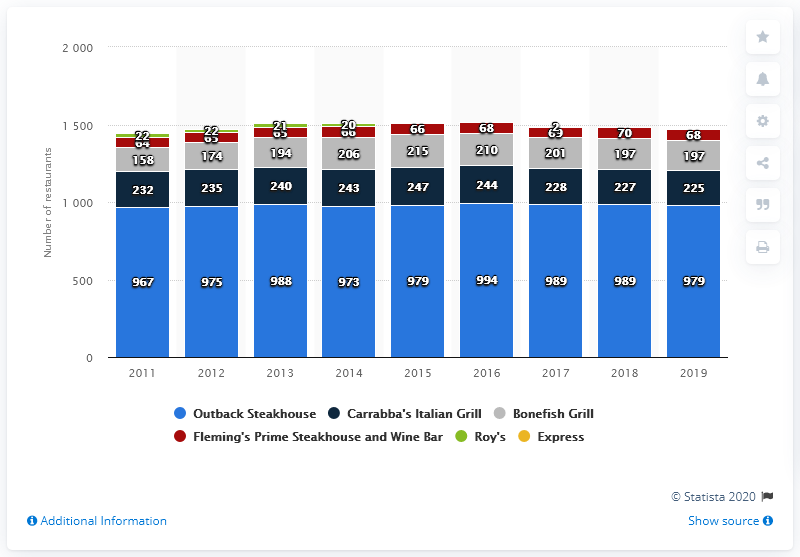 2 000
1 500
1 000
500
0
Number of restaurants
22 22 21 20 2
64 65 65 66 66 68 69 70 68
158 174 194 206 215 210 201 197 197
232 235 240 243 247 244 228 227 225
967 975 988 973 979 994 989 989 979
2011 2012 2013 2014 2015 2016 2017 2018 2019
Outback Steakhouse Carrabba's Italian Grill Bonefish Grill
Fleming's Prime Steakhouse and Wine Bar Roy's Express
© Statista 2020
Additional Information Show source